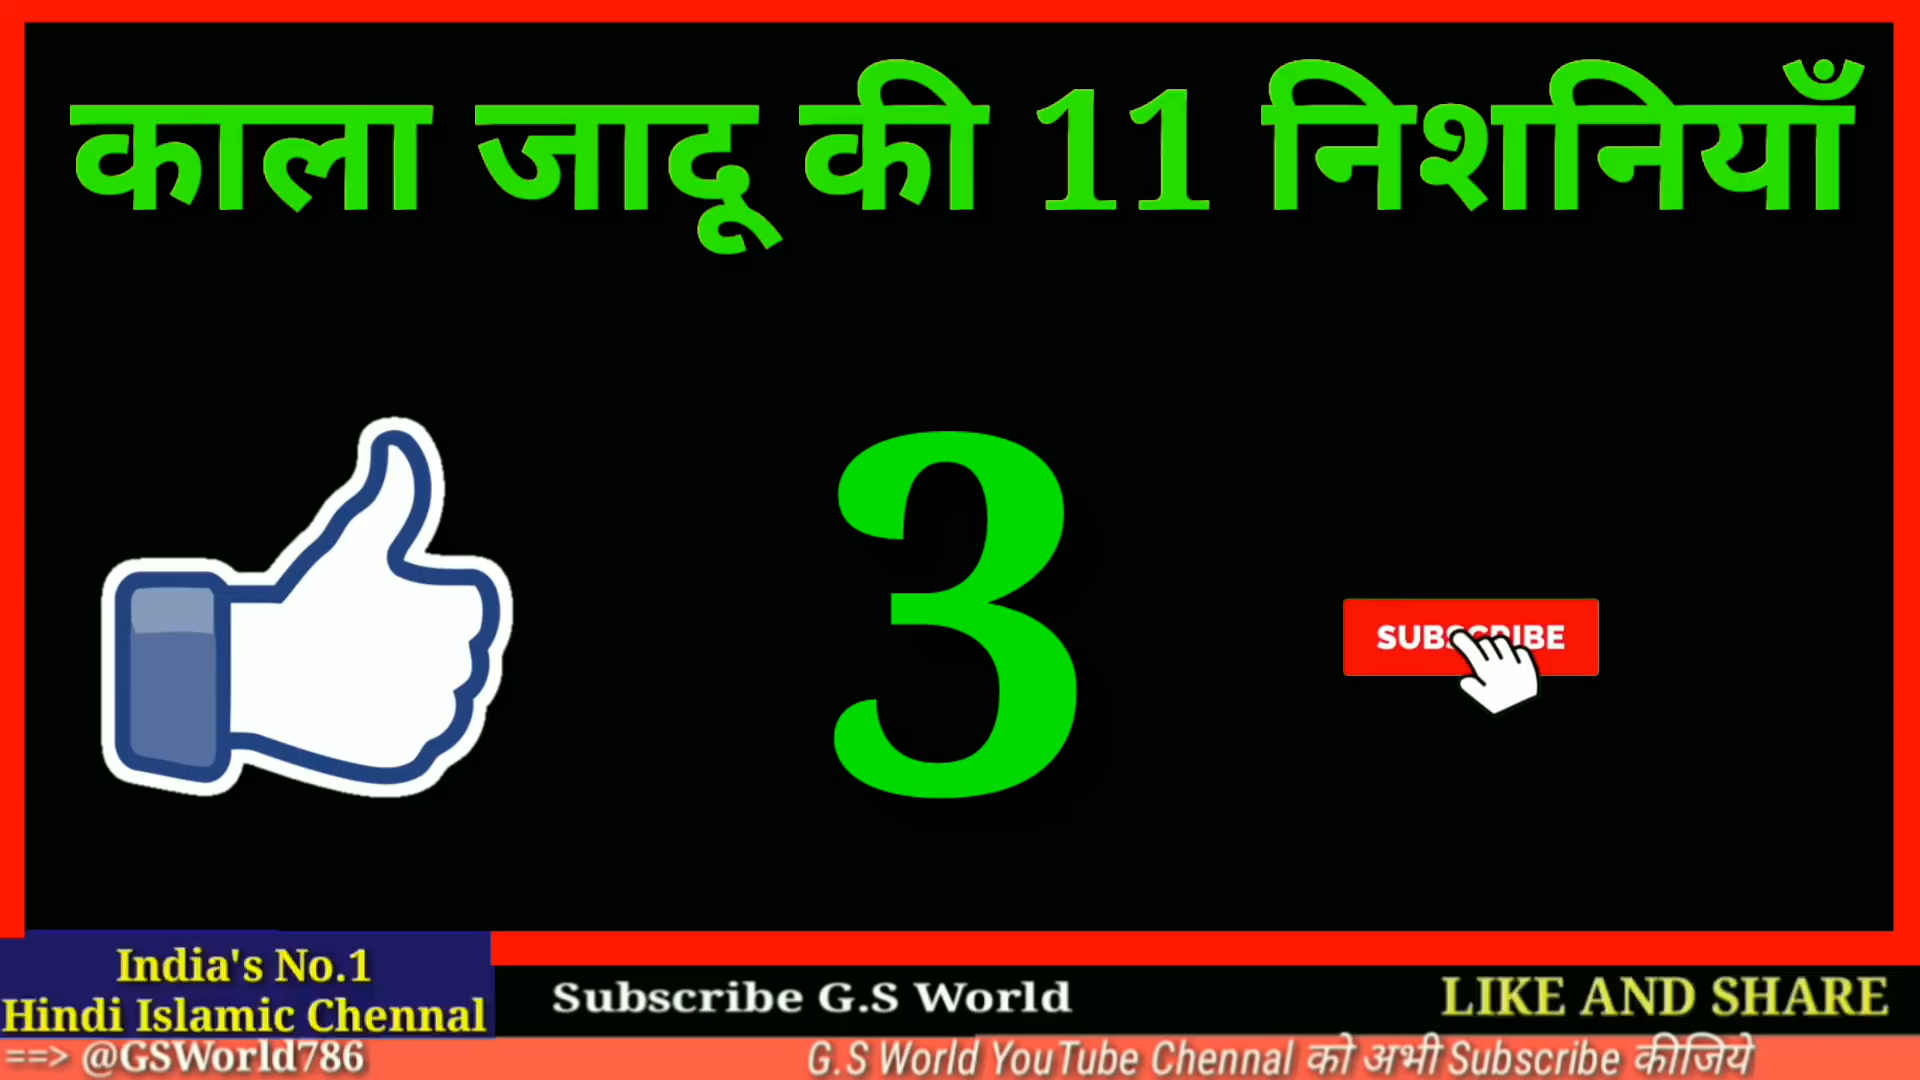 काला जादू की 11 निशनियाँ
3
SUBSCRIBE
India's No.1
Hindi Islamic Chennal
Subscribe G.S World
LIKE AND SHARE
==> @GSWorld786
G.S World YouTube Chennal को अभी Subscribe कीजिये